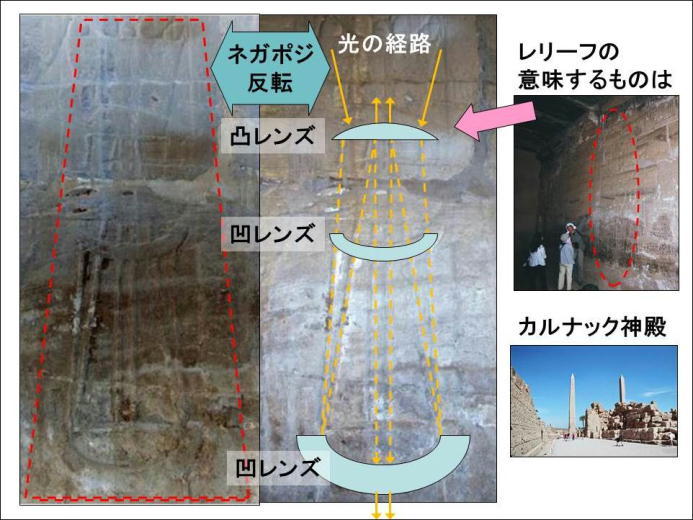 ネガポジ
反転
光の経路
凸レンズ
凹レンズ
凹レンズ
レリーフの
意味するものは
カルナック神殿